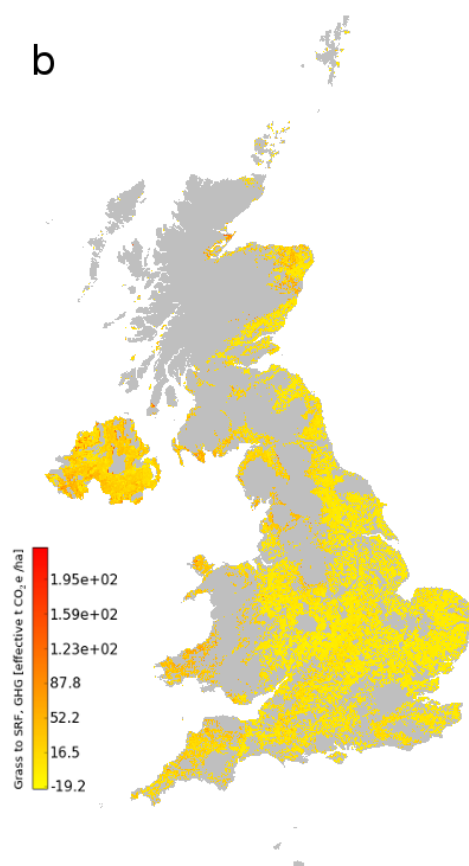 b
Grass to SRF, GHG [effective t CO₂e /ha]
1.95e+02
1.59e+02
1.23e+02
87.8
52.2
16.5
-19.2